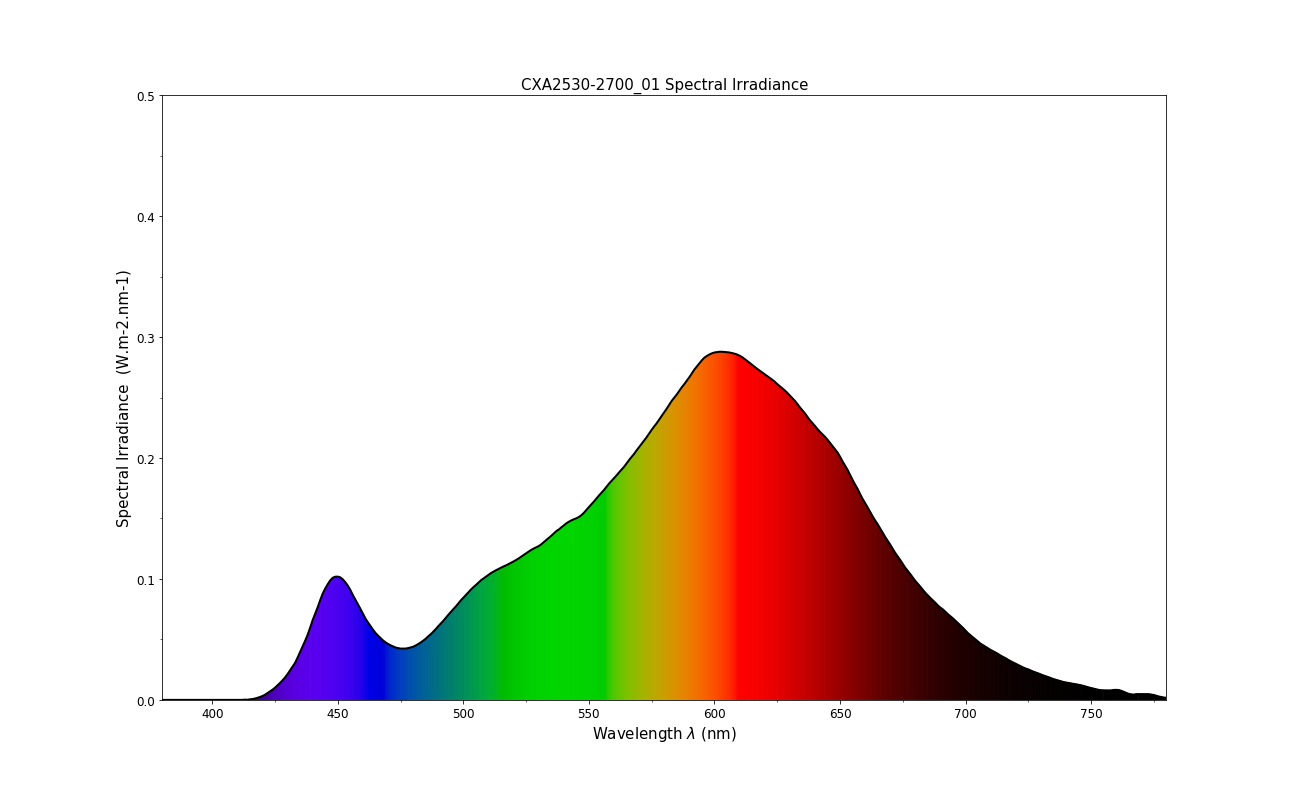 CXA2530-2700_01 Spectral Irradiance
0.5
0.4
0.3
0.2
0.1
0.0
Spectral Irradiance (W.m-2.nm-1)
400 450 500 550 600 650 700 750
Wavelength λ (nm)